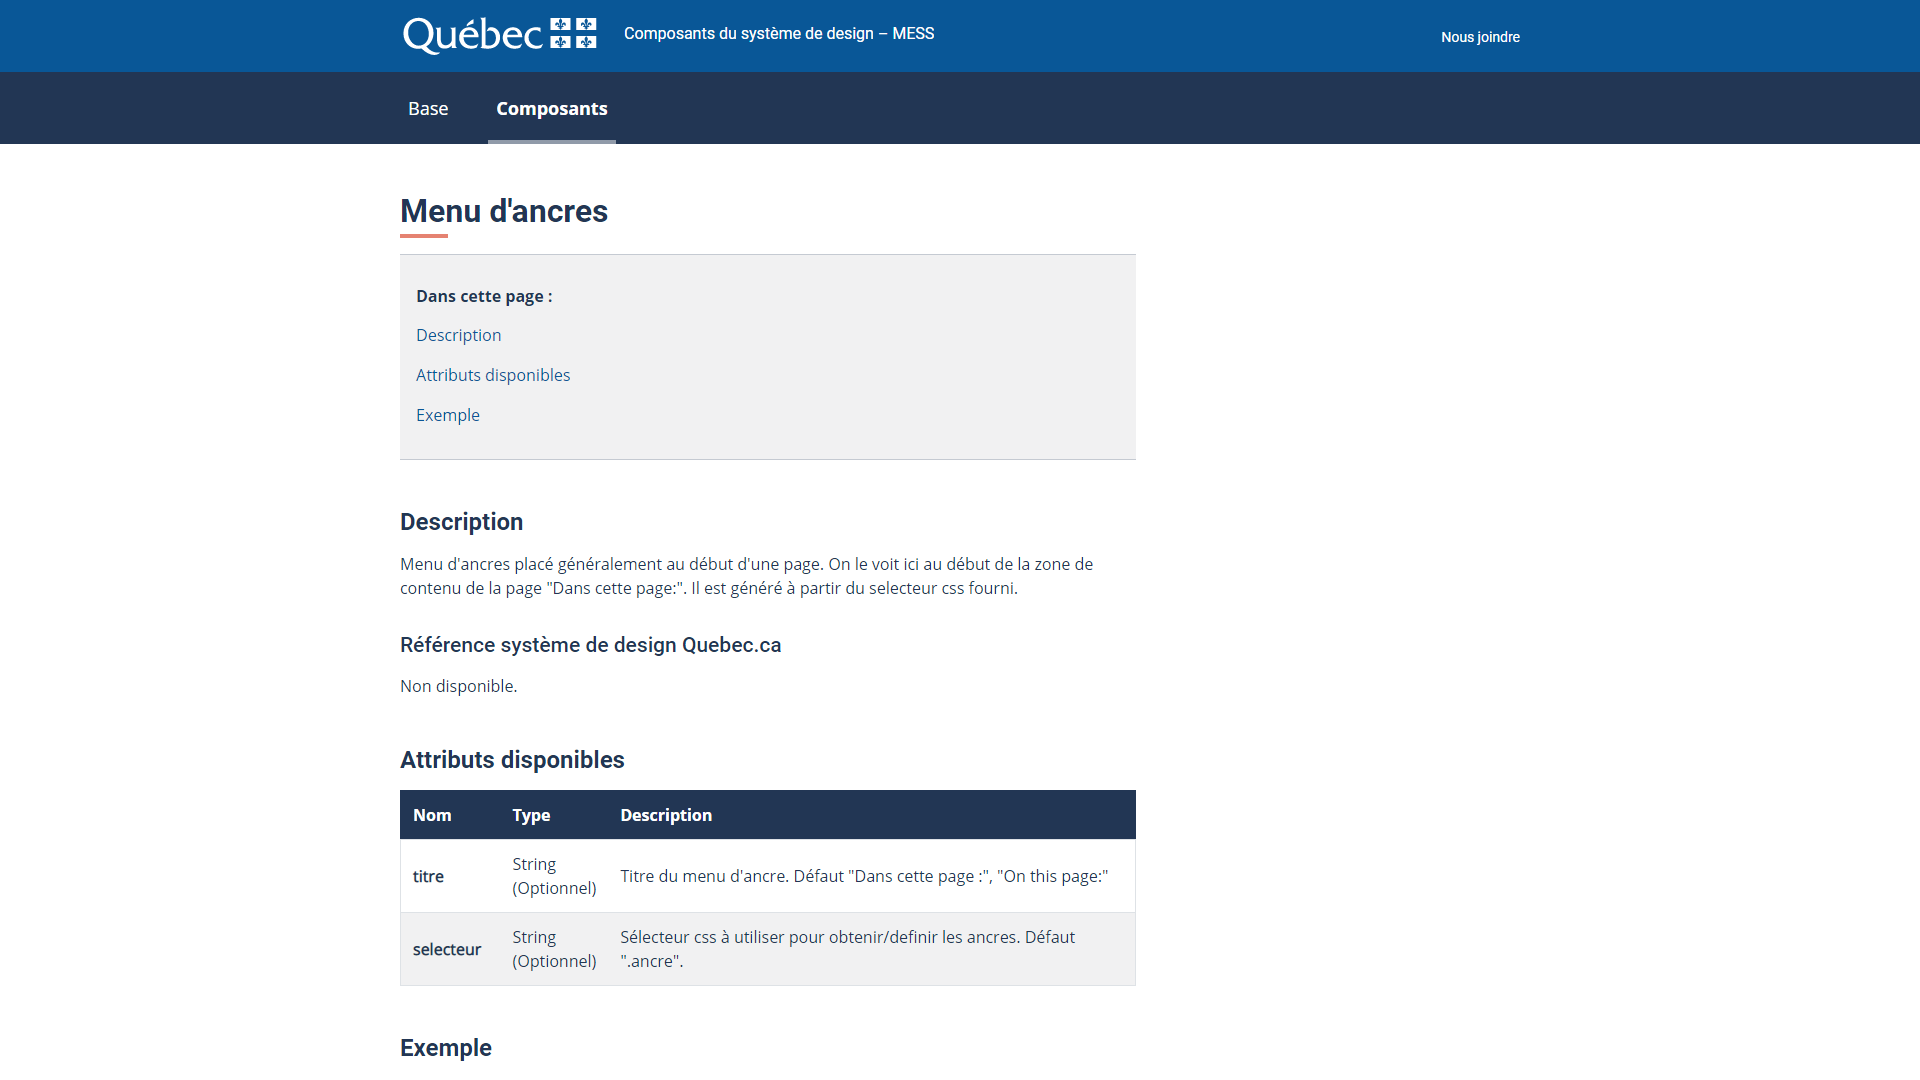 Québec
Composants du système de design – MESS
Nous joindre
Base
Composants
Menu d'ancres
Dans cette page :
Description
Attributs disponibles
Exemple
Description
Menu d'ancres placé généralement au début d'une page. On le voit ici au début de la zone de
contenu de la page "Dans cette page:". Il est généré à partir du selecteur css fourni.
Référence système de design Quebec.ca
Non disponible.
Attributs disponibles
Nom Type Description
titre String (Optionnel) Titre du menu d'ancre. Défaut "Dans cette page :", "On this page:"
selecteur String (Optionnel) Sélecteur css à utiliser pour obtenir/definir les ancres. Défaut
".ancre".
Exemple